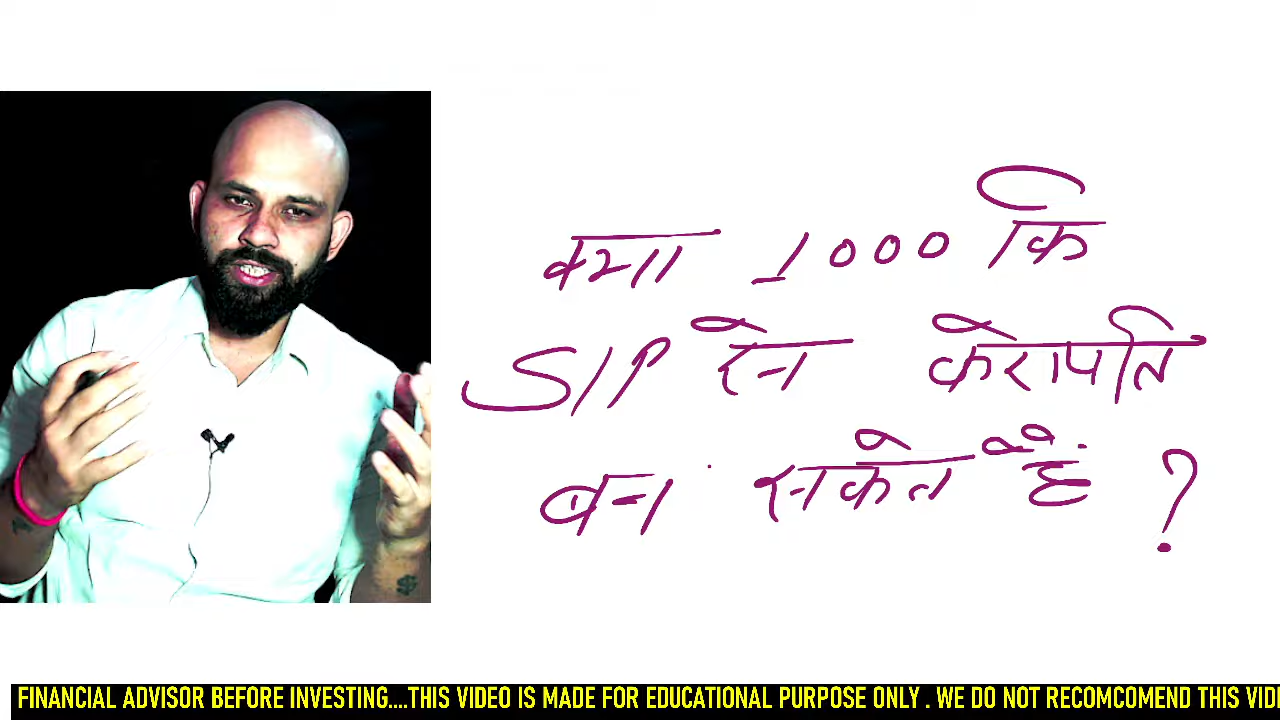 क्या 1000 कि
SIP से करोपति
बन सकते हैं ?
FINANCIAL ADVISOR BEFORE INVESTING....THIS VIDEO IS MADE FOR EDUCATIONAL PURPOSE ONLY . WE DO NOT RECOMCOMEND THIS VID